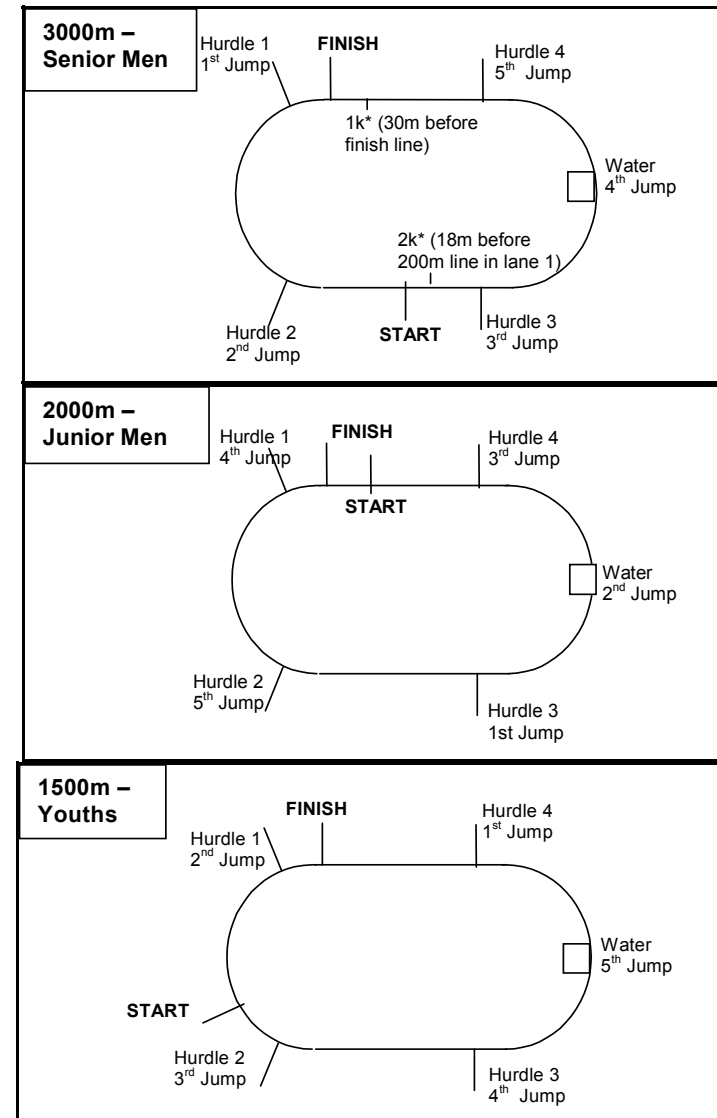 3000m –
Senior Men
Hurdle 1
1st Jump
FINISH
Hurdle 4
5th Jump
1k* (30m before
finish line)
Water
4th Jump
2k* (18m before
200m line in lane 1)
Hurdle 2
2nd Jump
START
Hurdle 3
3rd Jump
2000m –
Junior Men
Hurdle 1
4th Jump
FINISH
START
Hurdle 4
3rd Jump
Water
2nd Jump
Hurdle 2
5th Jump
Hurdle 3
1st Jump
1500m –
Youths
Hurdle 1
2nd Jump
FINISH
Hurdle 4
1st Jump
Water
5th Jump
START
Hurdle 2
3rd Jump
Hurdle 3
4th Jump